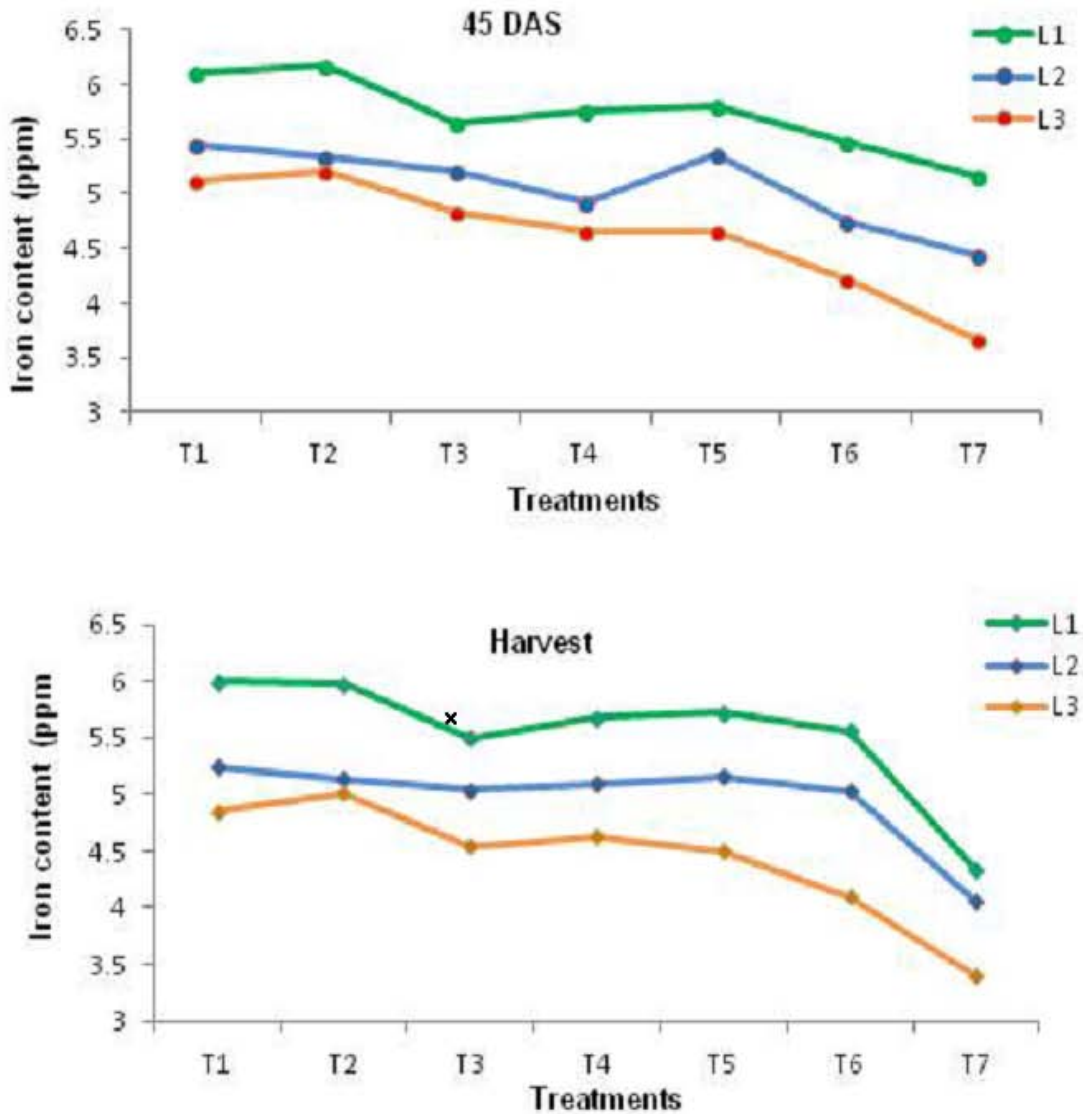 45 DAS
L1
L2
L3
6.5
6
5.5
5
4.5
4
3.5
3
Iron content (ppm)
T1 T2 T3 T4 T5 T6 T7
Treatments
Harvest
L1
L2
L3
6.5
6
5.5
5
4.5
4
3.5
3
Iron content (ppm
x
T1 T2 T3 T4 T5 T6 T7
Treatments